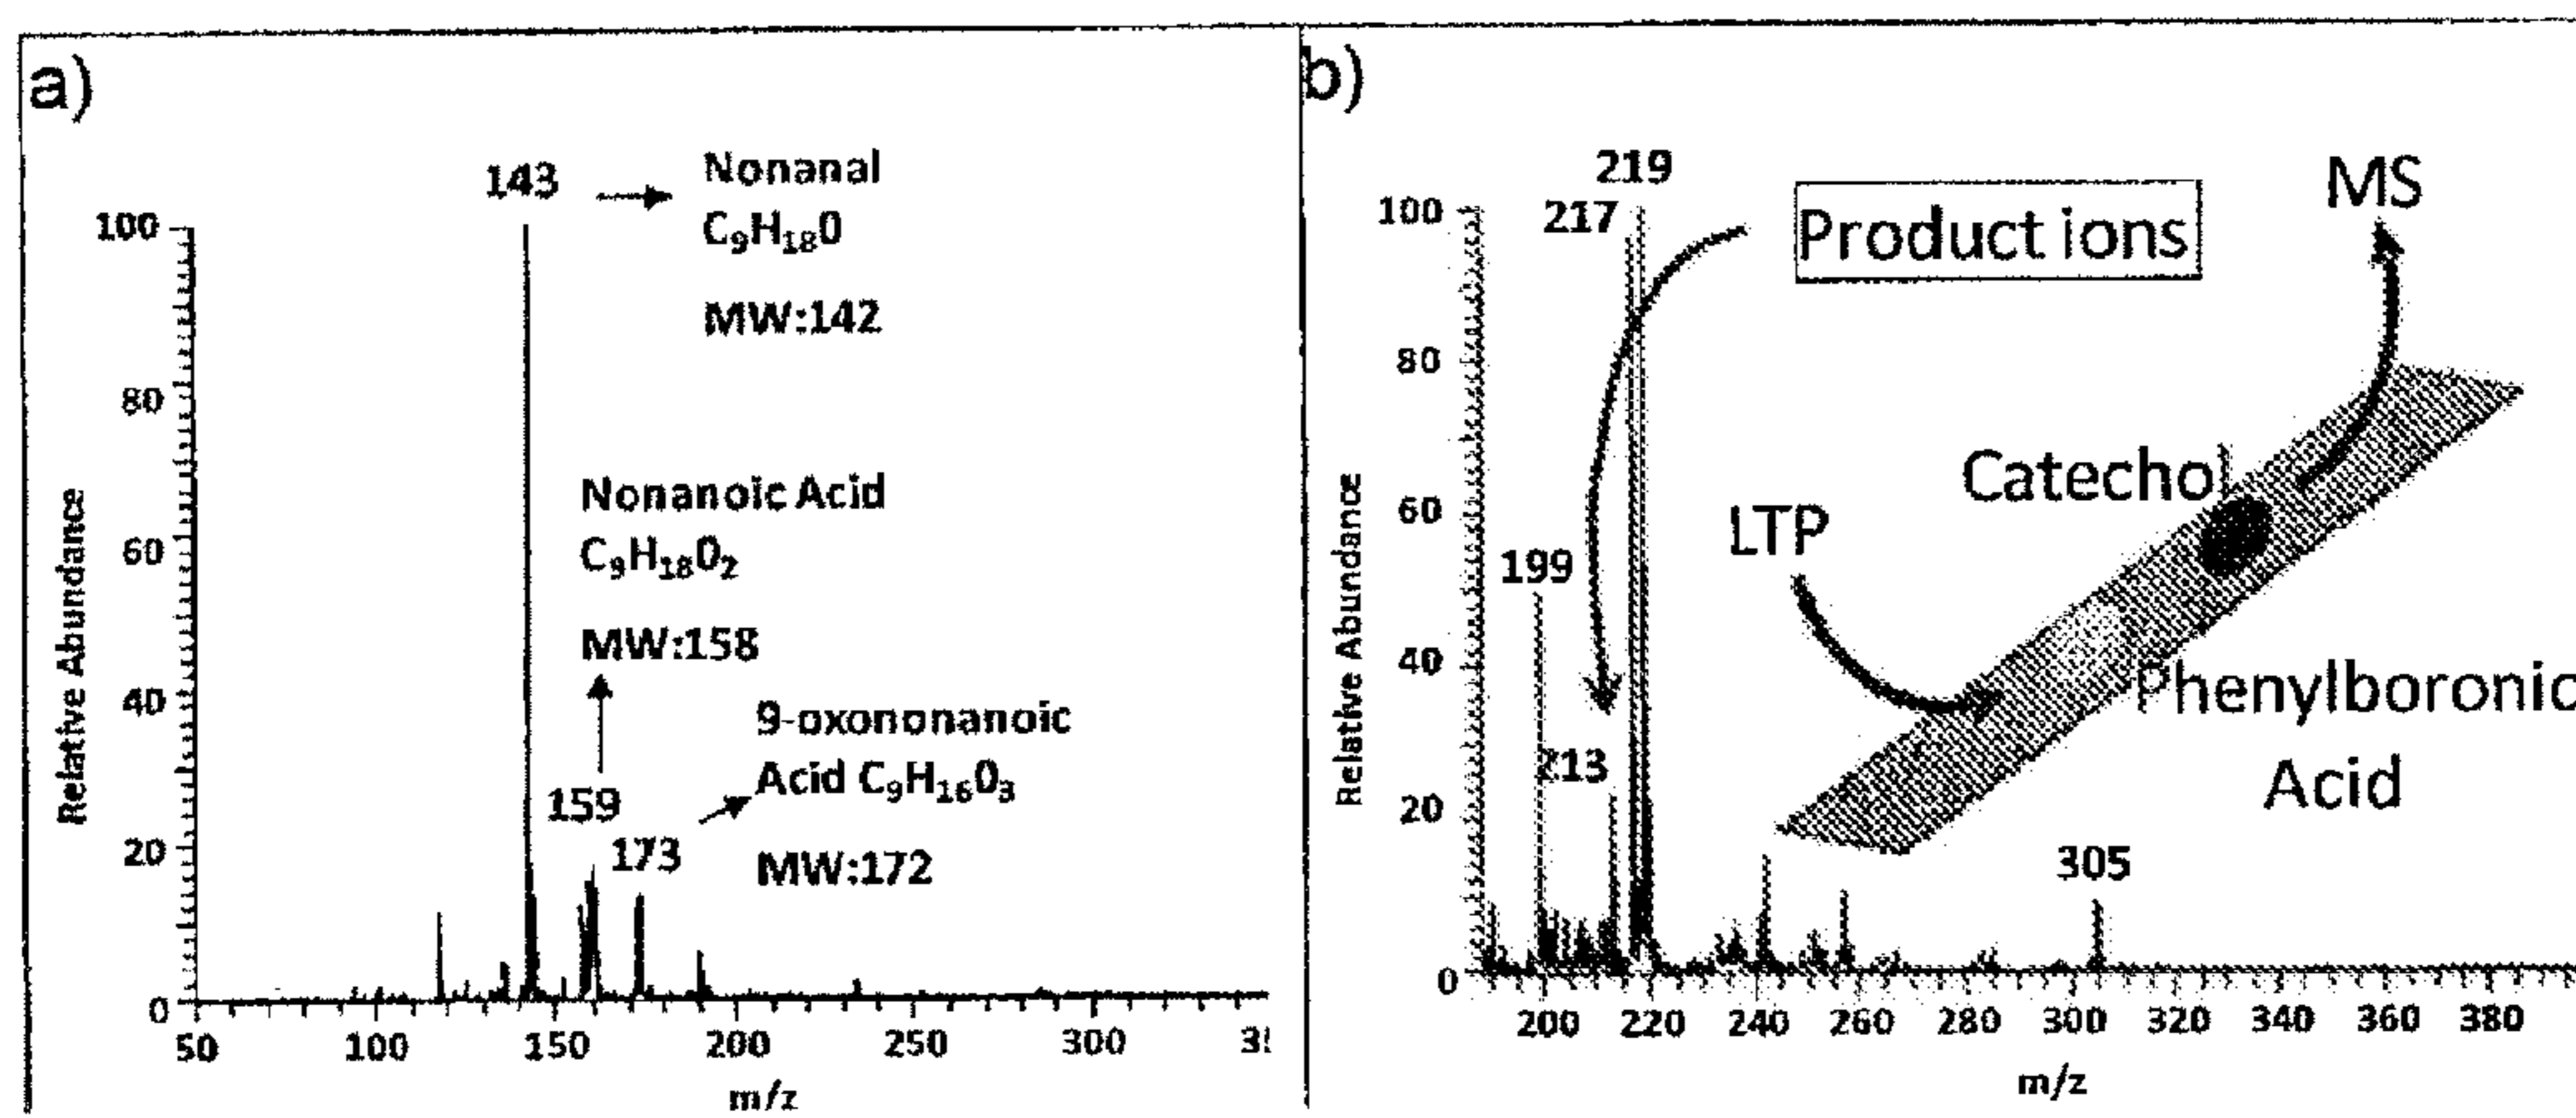 a)
143
Nonanal
C₉H₁₈0
MW:142
Nonanoic Acid
C₉H₁₈0₂
MW:158
9-oxononanoic
Acid C₉H₁₆0₃
MW:172
159
173
Relative Abundance
100
80
60
40
20
0
50 100 150 200 250 300
m/z
b)
219
217
Product ions
MS
Catechol
LTP
199
213
Phenylboronic
Acid
305
Relative Abundance
100
80
60
40
20
0
200 220 240 260 280 300 320 340 360 380
m/z